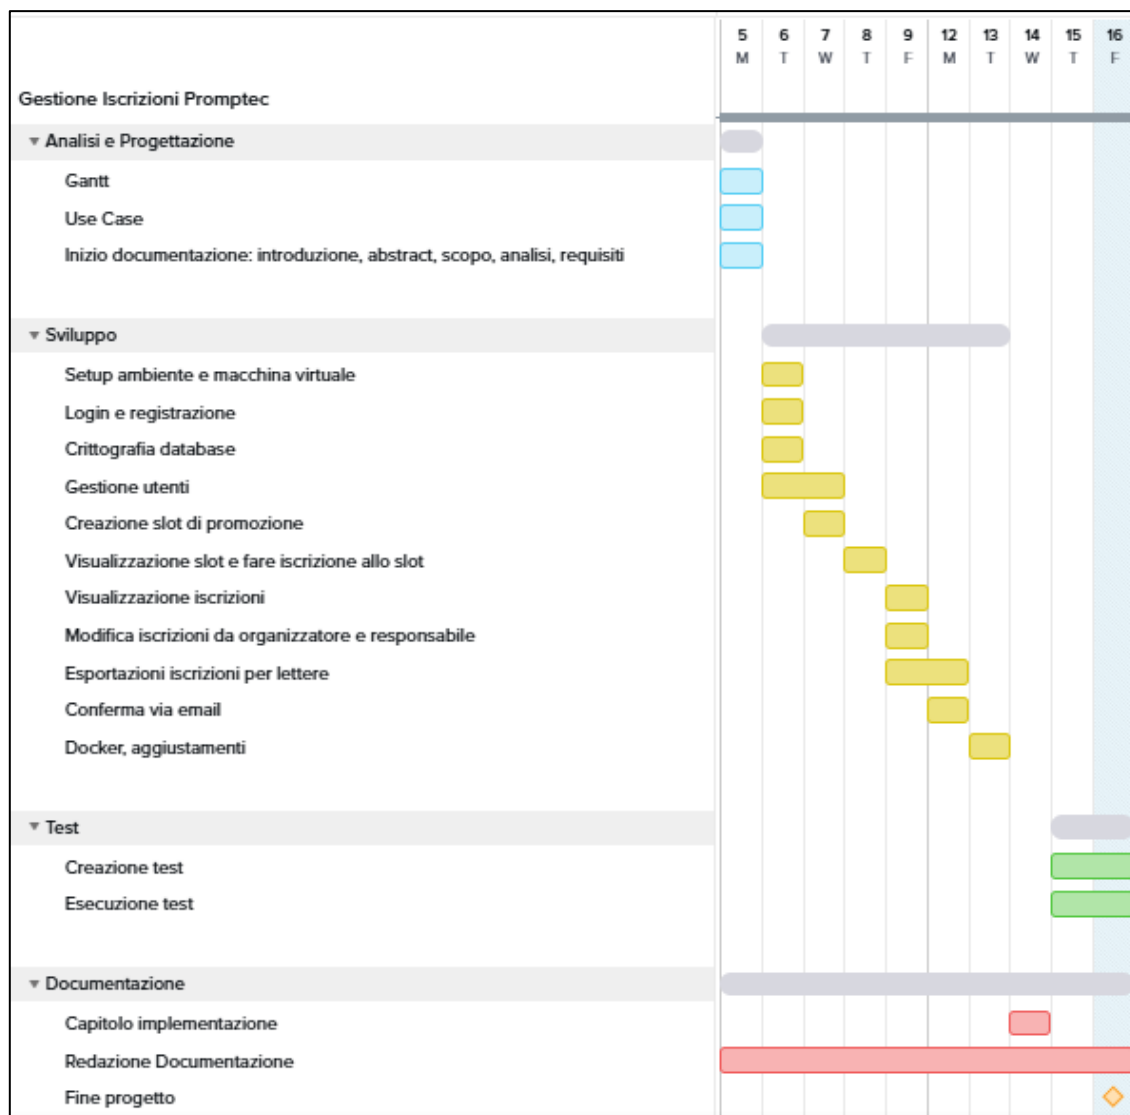 5 6 7 8 9 12 13 14 15 16
M T W T F M T W T F
Gestione Iscrizioni Promptec
Analisi e Progettazione
Gantt
Use Case
Inizio documentazione: introduzione, abstract, scopo, analisi, requisiti
Sviluppo
Setup ambiente e macchina virtuale
Login e registrazione
Crittografia database
Gestione utenti
Creazione slot di promozione
Visualizzazione slot e fare iscrizione allo slot
Visualizzazione iscrizioni
Modifica iscrizioni da organizzatore e responsabile
Esportazioni iscrizioni per lettere
Conferma via email
Docker, aggiustamenti
Test
Creazione test
Esecuzione test
Documentazione
Capitolo implementazione
Redazione Documentazione
Fine progetto